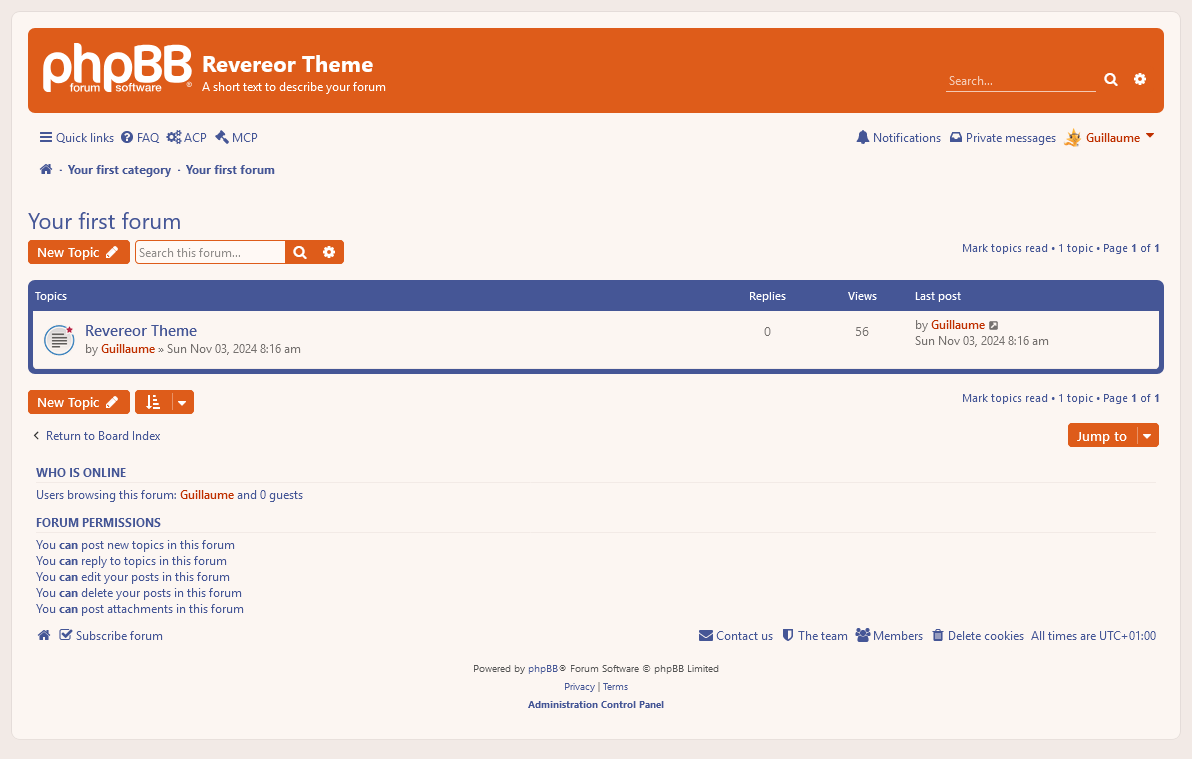 phpBB forum software ®
Revereor Theme
A short text to describe your forum
Search...
Quick links FAQ ACP MCP
Notifications Private messages Guillaume
· Your first category · Your first forum
Your first forum
New Topic Search this forum...
Mark topics read • 1 topic • Page 1 of 1
Topics Replies Views Last post
Revereor Theme 0 56 by Guillaume
by Guillaume » Sun Nov 03, 2024 8:16 am Sun Nov 03, 2024 8:16 am
New Topic Mark topics read • 1 topic • Page 1 of 1
Return to Board Index Jump to
WHO IS ONLINE
Users browsing this forum: Guillaume and 0 guests
FORUM PERMISSIONS
You can post new topics in this forum
You can reply to topics in this forum
You can edit your posts in this forum
You can delete your posts in this forum
You can post attachments in this forum
Subscribe forum Contact us The team Members Delete cookies All times are UTC+01:00
Powered by phpBB® Forum Software © phpBB Limited
Privacy | Terms
Administration Control Panel